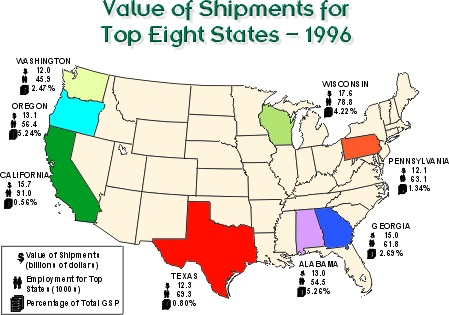 Value of Shipments for
Top Eight States – 1996
WASHINGTON
12.0
45.9
2.47%
OREGON
13.1
56.4
5.24%
CALIFORNIA
15.7
91.0
0.56%
WISCONSIN
17.6
78.8
4.22%
PENNSYLVANIA
12.1
63.1
1.34%
GEORGIA
15.0
61.8
2.69%
ALABAMA
13.0
54.5
5.26%
TEXAS
12.3
69.3
0.80%
$ Value of Shipments
(billions of dollars)
Employment for Top
States (1000s)
Percentage of Total GSP